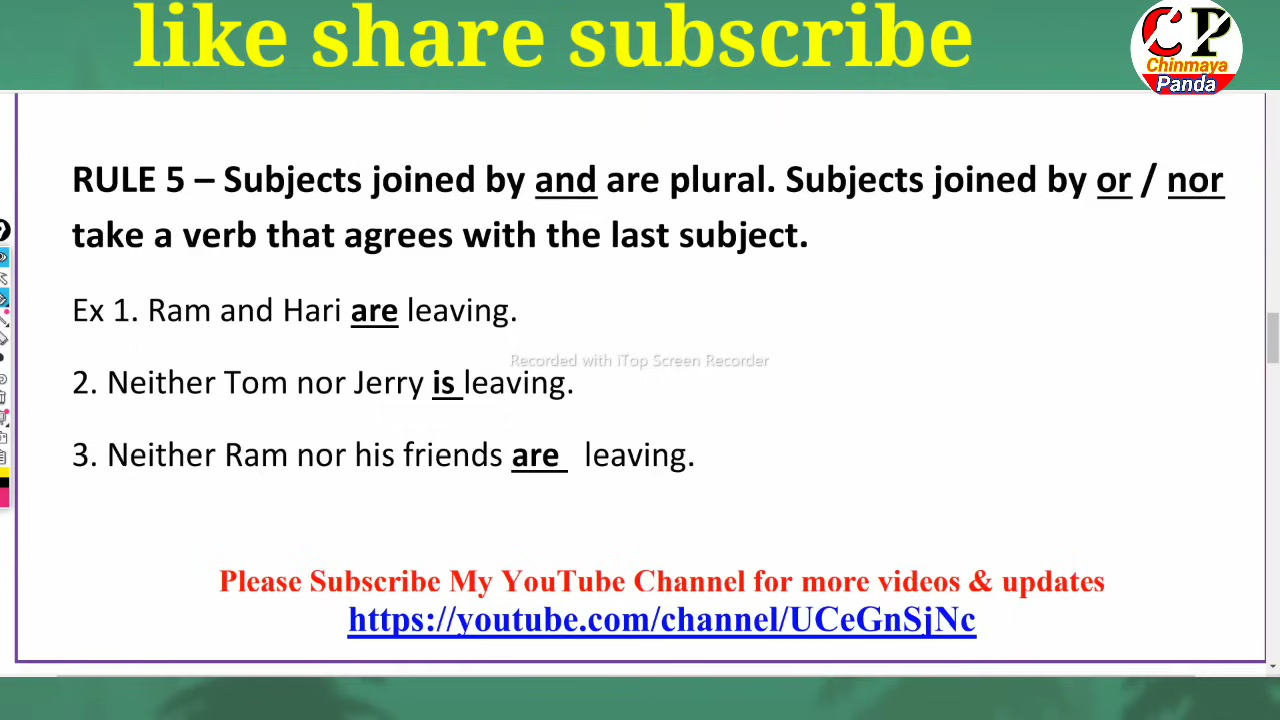 like share subscribe
CP
Chinmaya
Panda
RULE 5 – Subjects joined by and are plural. Subjects joined by or / nor
take a verb that agrees with the last subject.
Ex 1. Ram and Hari are leaving.
Recorded with iTop Screen Recorder
2. Neither Tom nor Jerry is leaving.
3. Neither Ram nor his friends are leaving.
Please Subscribe My YouTube Channel for more videos & updates
https://youtube.com/channel/UCeGnSjNc